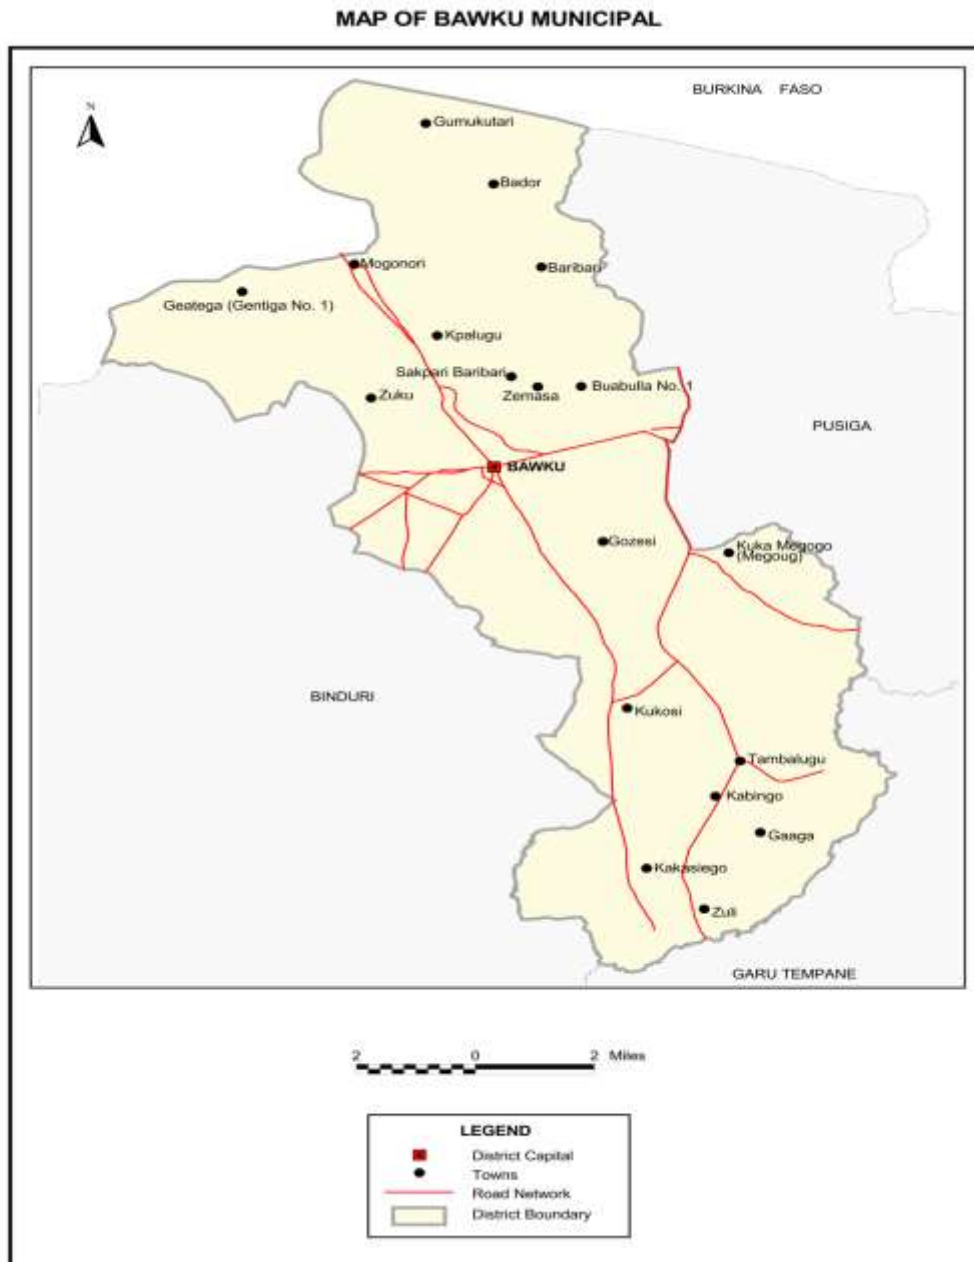 MAP OF BAWKU MUNICIPAL
BURKINA FASO
N
Gumukutari
Bador
Mogonori
Baribari
Geatega (Gentiga No. 1)
Kpalugu
Sakpari Baribari
Zemasa
Buabulla No. 1
Zuku
PUSIGA
BAWKU
Gozesi
Kuka Megogo
(Megoug)
BINDURI
Kukosi
Tambalugu
Kabingo
Gaaga
Kakasiego
Zuli
GARU TEMPANE
2 0 2 Miles
LEGEND
District Capital
Towns
Road Network
District Boundary